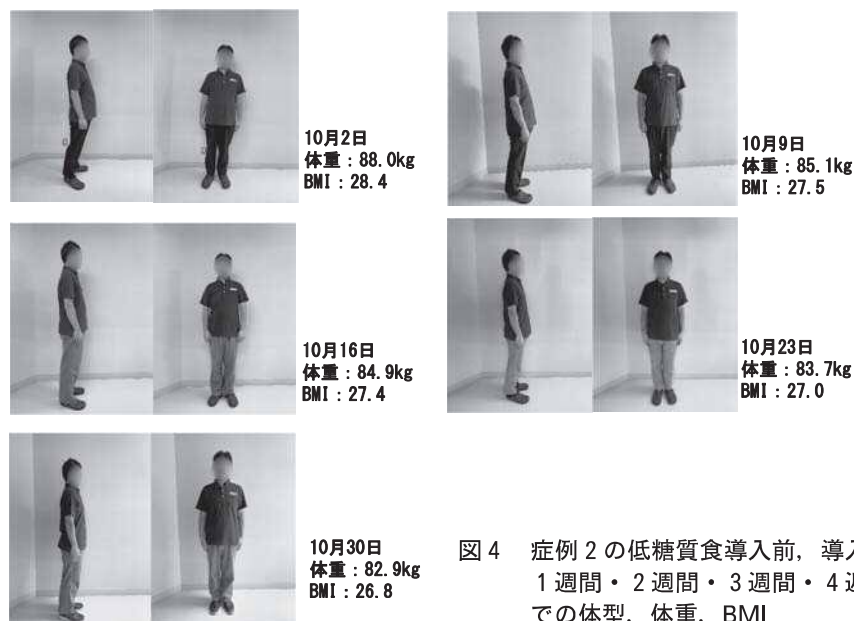 10月2日
体重：88.0kg
BMI：28.4
10月9日
体重：85.1kg
BMI：27.5
10月16日
体重：84.9kg
BMI：27.4
10月23日
体重：83.7kg
BMI：27.0
10月30日
体重：82.9kg
BMI：26.8
図4 症例2の低糖質食導入前，導入
1週間・2週間・3週間・4週
での体型，体重，BMI